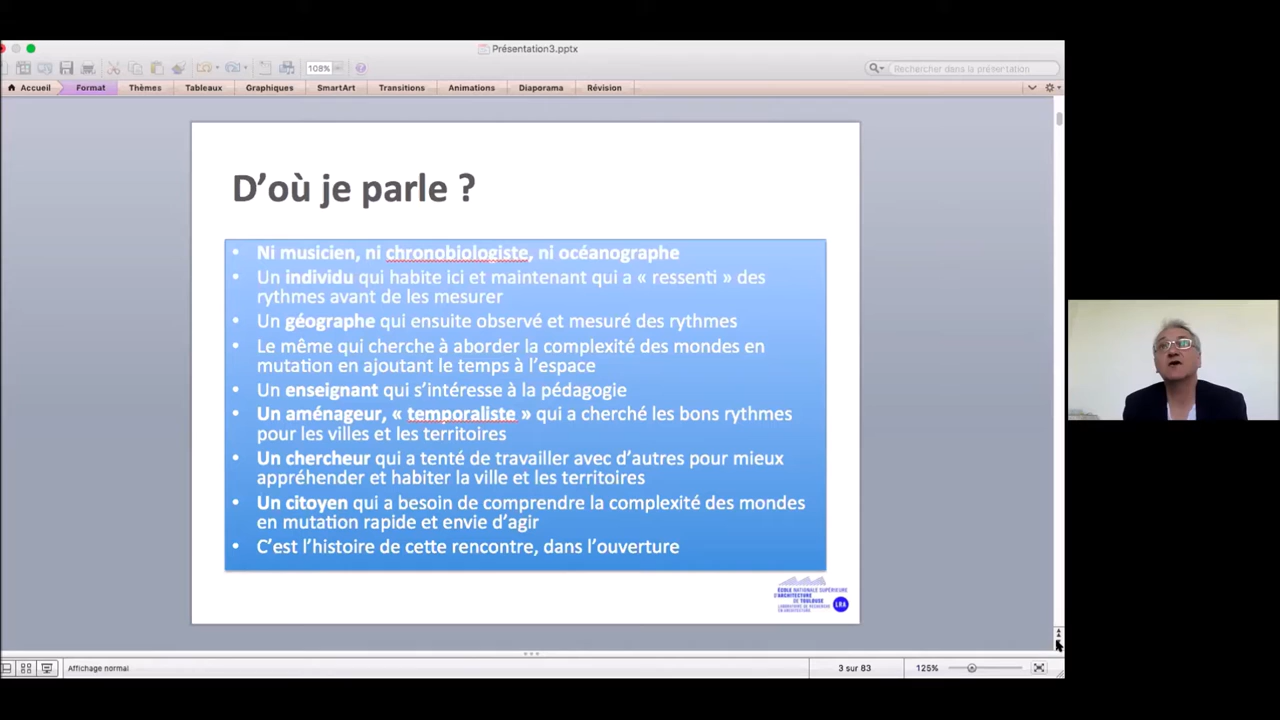 Présentation3.pptx
108%
Rechercher dans la présentation
Accueil
Format
Thèmes
Tableaux
Graphiques
SmartArt
Transitions
Animations
Diaporama
Révision
D’où je parle ?
• Ni musicien, ni chronobiologiste, ni océanographe
• Un individu qui habite ici et maintenant qui a « ressenti » des
rythmes avant de les mesurer
• Un géographe qui ensuite observé et mesuré des rythmes
• Le même qui cherche à aborder la complexité des mondes en
mutation en ajoutant le temps à l’espace
• Un enseignant qui s’intéresse à la pédagogie
• Un aménageur, « temporaliste » qui a cherché les bons rythmes
pour les villes et les territoires
• Un chercheur qui a tenté de travailler avec d’autres pour mieux
appréhender et habiter la ville et les territoires
• Un citoyen qui a besoin de comprendre la complexité des mondes
en mutation rapide et envie d’agir
• C’est l’histoire de cette rencontre, dans l’ouverture
ÉCOLE NATIONALE SUPÉRIEURE
D’ARCHITECTURE
DE TOULOUSE
LABORATOIRE DE RECHERCHE
EN ARCHITECTURE
LRA
Affichage normal
3 sur 83
125%